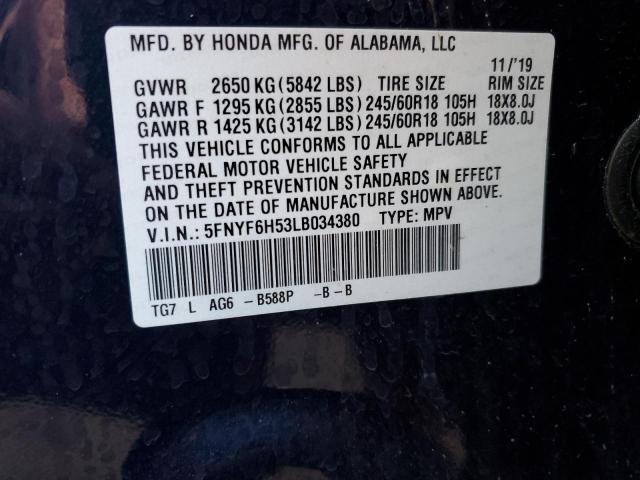 MFD. BY HONDA MFG. OF ALABAMA, LLC
11/'19
GVWR 2650 KG (5842 LBS) TIRE SIZE RIM SIZE
GAWR F 1295 KG (2855 LBS) 245/60R18 105H 18X8.0J
GAWR R 1425 KG (3142 LBS) 245/60R18 105H 18X8.0J
THIS VEHICLE CONFORMS TO ALL APPLICABLE
FEDERAL MOTOR VEHICLE SAFETY
AND THEFT PREVENTION STANDARDS IN EFFECT
ON THE DATE OF MANUFACTURE SHOWN ABOVE.
V.I.N.: 5FNYF6H53LB034380 TYPE: MPV
TG7 L AG6 -B588P -B-B